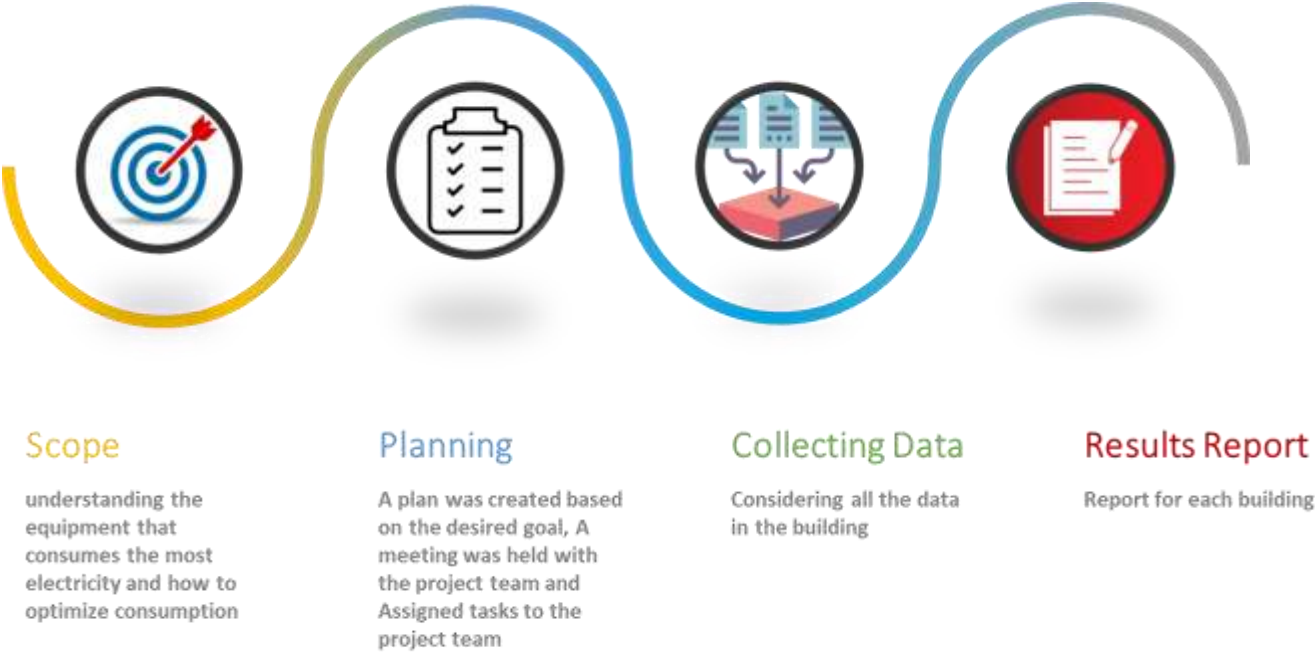 Scope
understanding the
equipment that
consumes the most
electricity and how to
optimize consumption
Planning
A plan was created based
on the desired goal, A
meeting was held with
the project team and
Assigned tasks to the
project team
Collecting Data
Considering all the data
in the building
Results Report
Report for each building